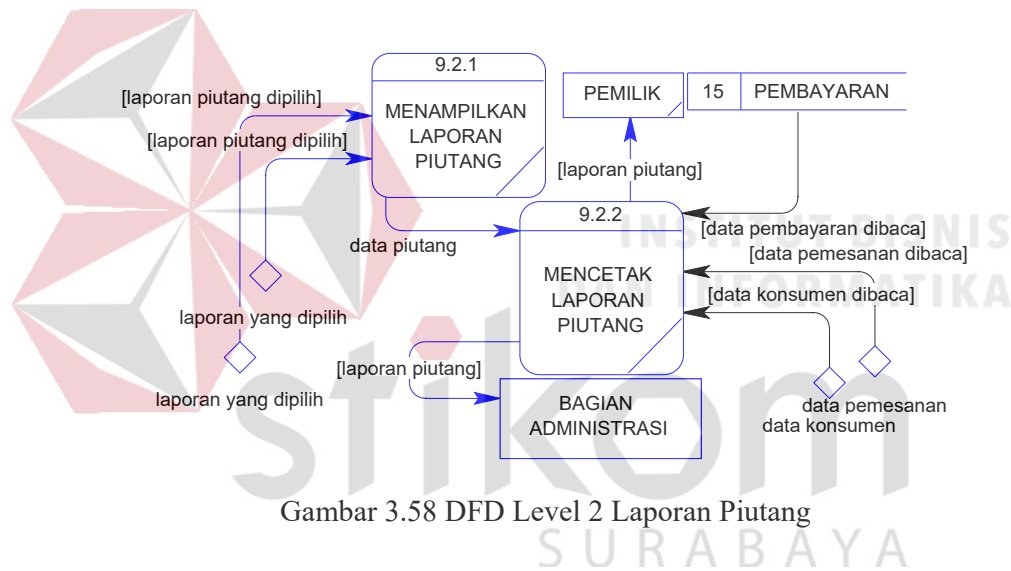 9.2.1
MENAMPILKAN
LAPORAN
PIUTANG
[laporan piutang dipilih]
[laporan piutang dipilih]
PEMILIK
15 PEMBAYARAN
[laporan piutang]
data piutang
9.2.2
MENCETAK
LAPORAN
PIUTANG
[data pembayaran dibaca]
[data pemesanan dibaca]
[data konsumen dibaca]
laporan yang dipilih
laporan yang dipilih
[laporan piutang]
BAGIAN
ADMINISTRASI
data pemesanan
data konsumen
INSTITUT BISNIS
DAN INFORMATIKA
stikom
SURABAYA
Gambar 3.58 DFD Level 2 Laporan Piutang